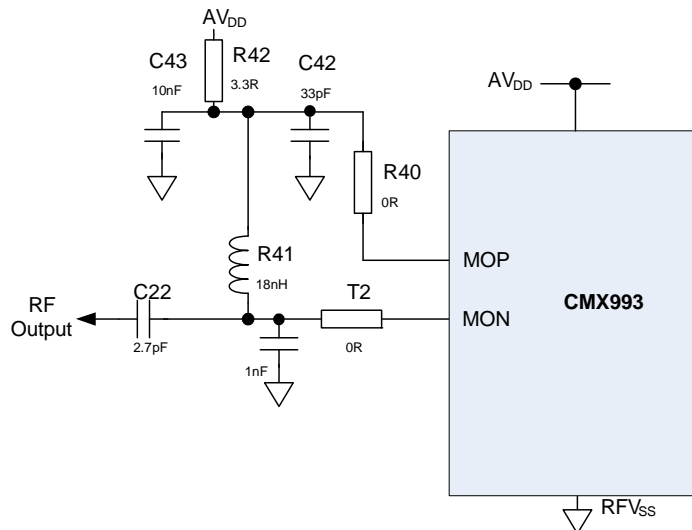 AVDD
C43
10nF
R42
3.3R
C42
33pF
AVDD
R40
0R
R41
18nH
MOP
CMX993
C22
2.7pF
T2
0R
MON
RF
Output
1nF
RFVSS